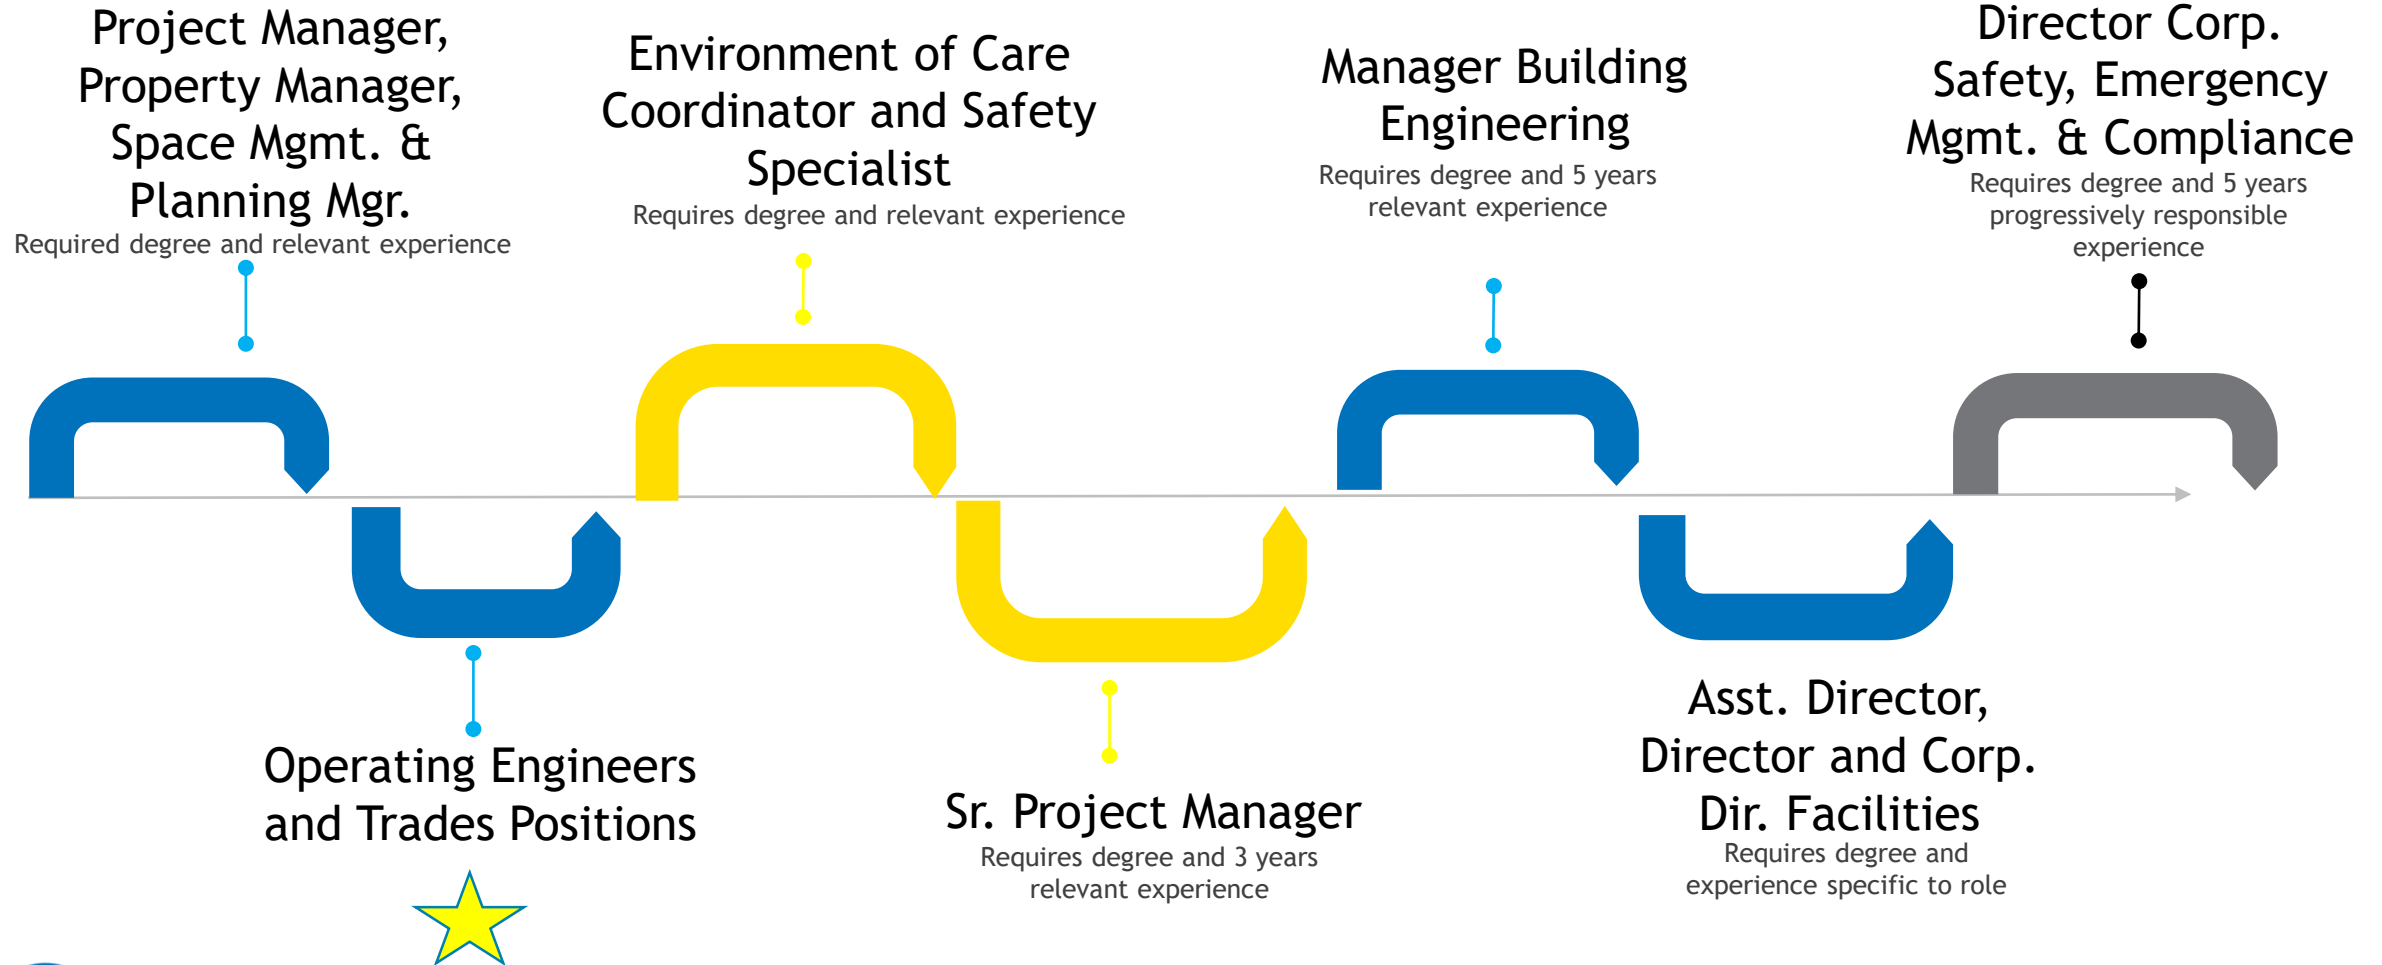 Project Manager,
Property Manager,
Space Mgmt. &
Planning Mgr.
Required degree and relevant experience
Operating Engineers
and Trades Positions
Environment of Care
Coordinator and Safety
Specialist
Requires degree and relevant experience
Sr. Project Manager
Requires degree and 3 years
relevant experience
Manager Building
Engineering
Requires degree and 5 years
relevant experience
Asst. Director,
Director and Corp.
Dir. Facilities
Requires degree and
experience specific to role
Director Corp.
Safety, Emergency
Mgmt. & Compliance
Requires degree and 5 years
progressively responsible
experience